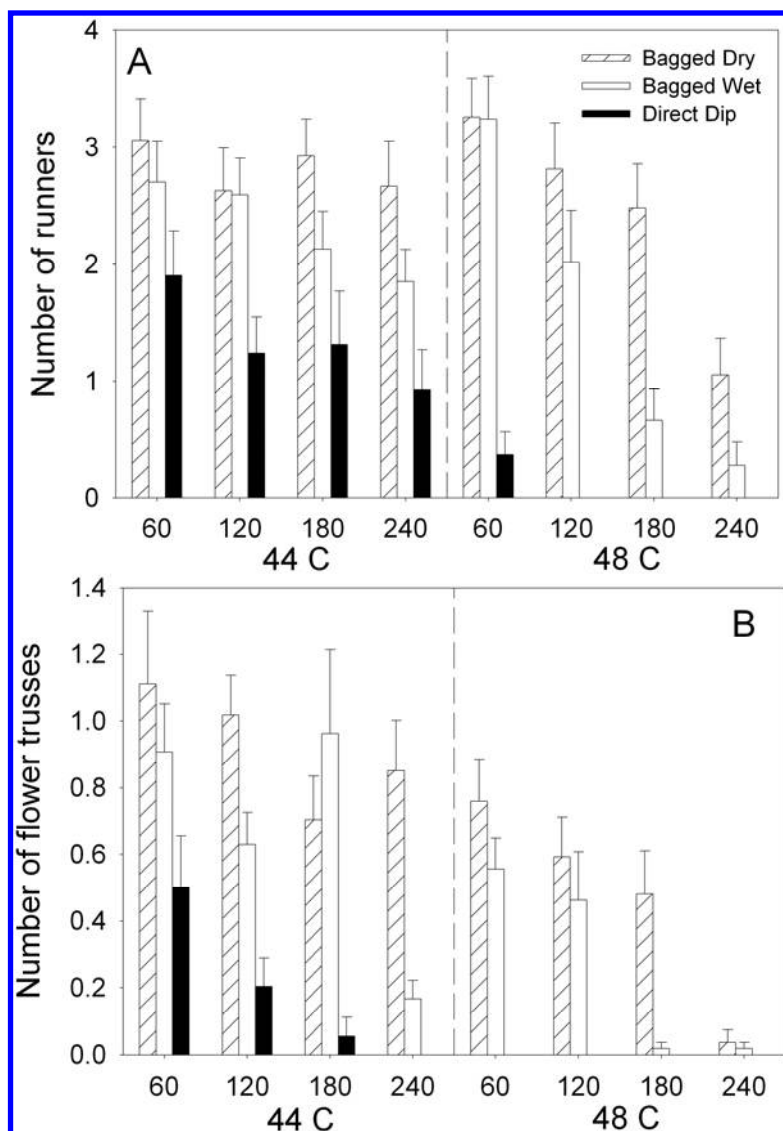 A
Bagged Dry
Bagged Wet
Direct Dip
Number of runners
4
3
2
1
0
60 120 180 240 60 120 180 240
44 C 48 C
B
Number of flower trusses
1.4
1.2
1.0
0.8
0.6
0.4
0.2
0.0
60 120 180 240 60 120 180 240
44 C 48 C